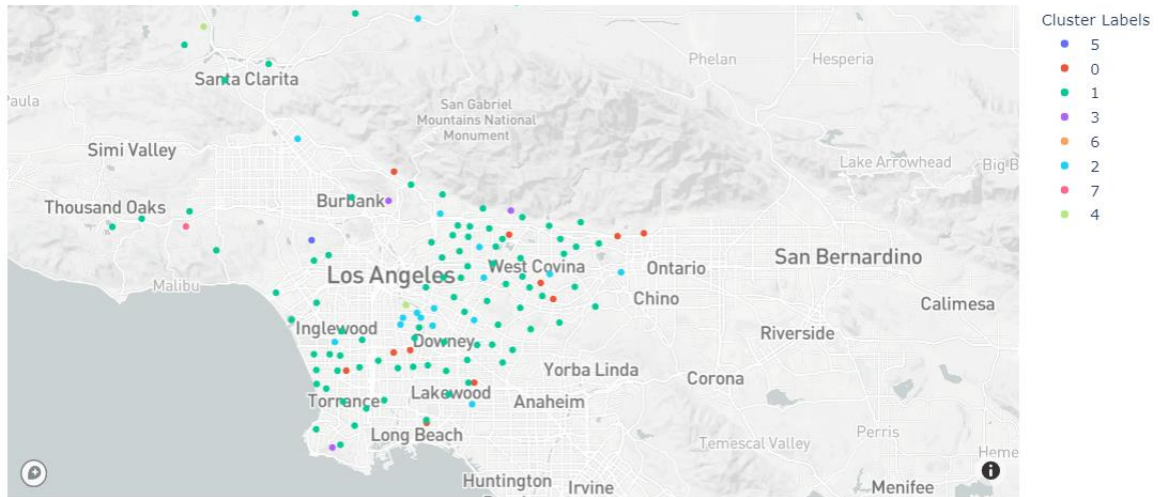 Cluster Labels
5
0
1
3
6
2
7
4
Phelan
Hesperia
Santa Clarita
Paula
San Gabriel
Mountains National
Monument
Simi Valley
Lake Arrowhead
Big B
Burbank
Thousand Oaks
Los Angeles
West Covina
Ontario
San Bernardino
Malibu
Chino
Calimesa
Inglewood
Downey
Riverside
Yorba Linda
Corona
Lakewood
Anaheim
Torrance
Long Beach
Temescal Valley
Perris
Heme
Huntington
Irvine
Menifee